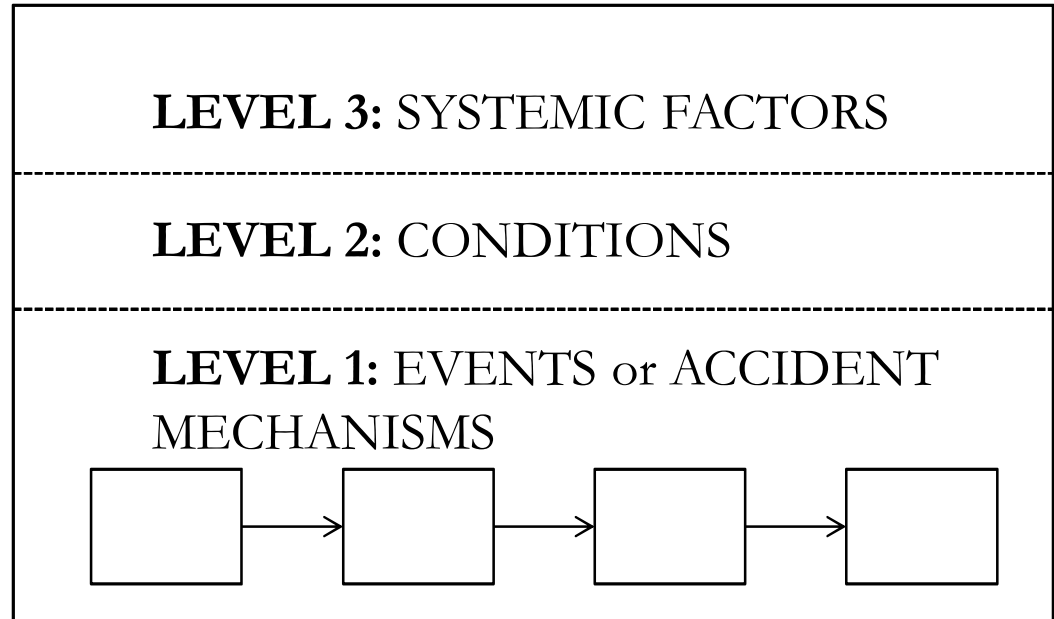 LEVEL 3: SYSTEMIC FACTORS
LEVEL 2: CONDITIONS
LEVEL 1: EVENTS or ACCIDENT
MECHANISMS